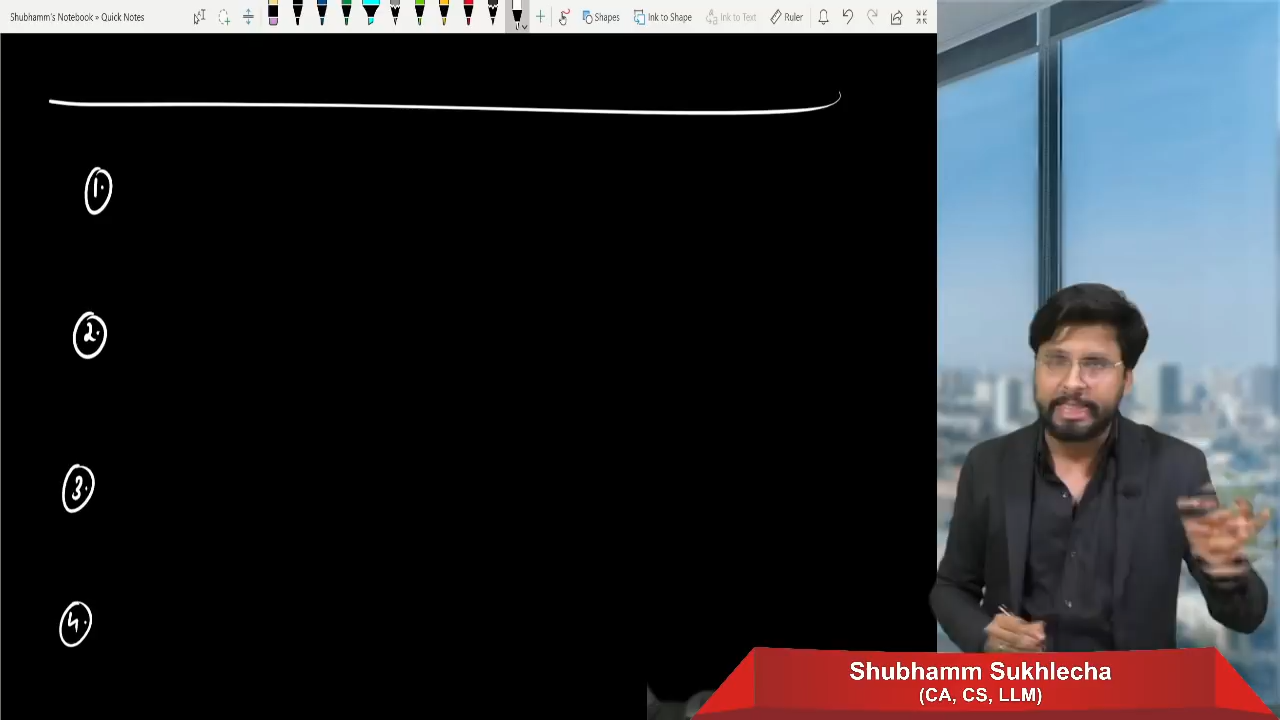 Shubhamm's Notebook » Quick Notes
Shapes
Ink to Shape
Ink to Text
Ruler
1.
2.
3.
4.
Shubhamm Sukhlecha
(CA, CS, LLM)